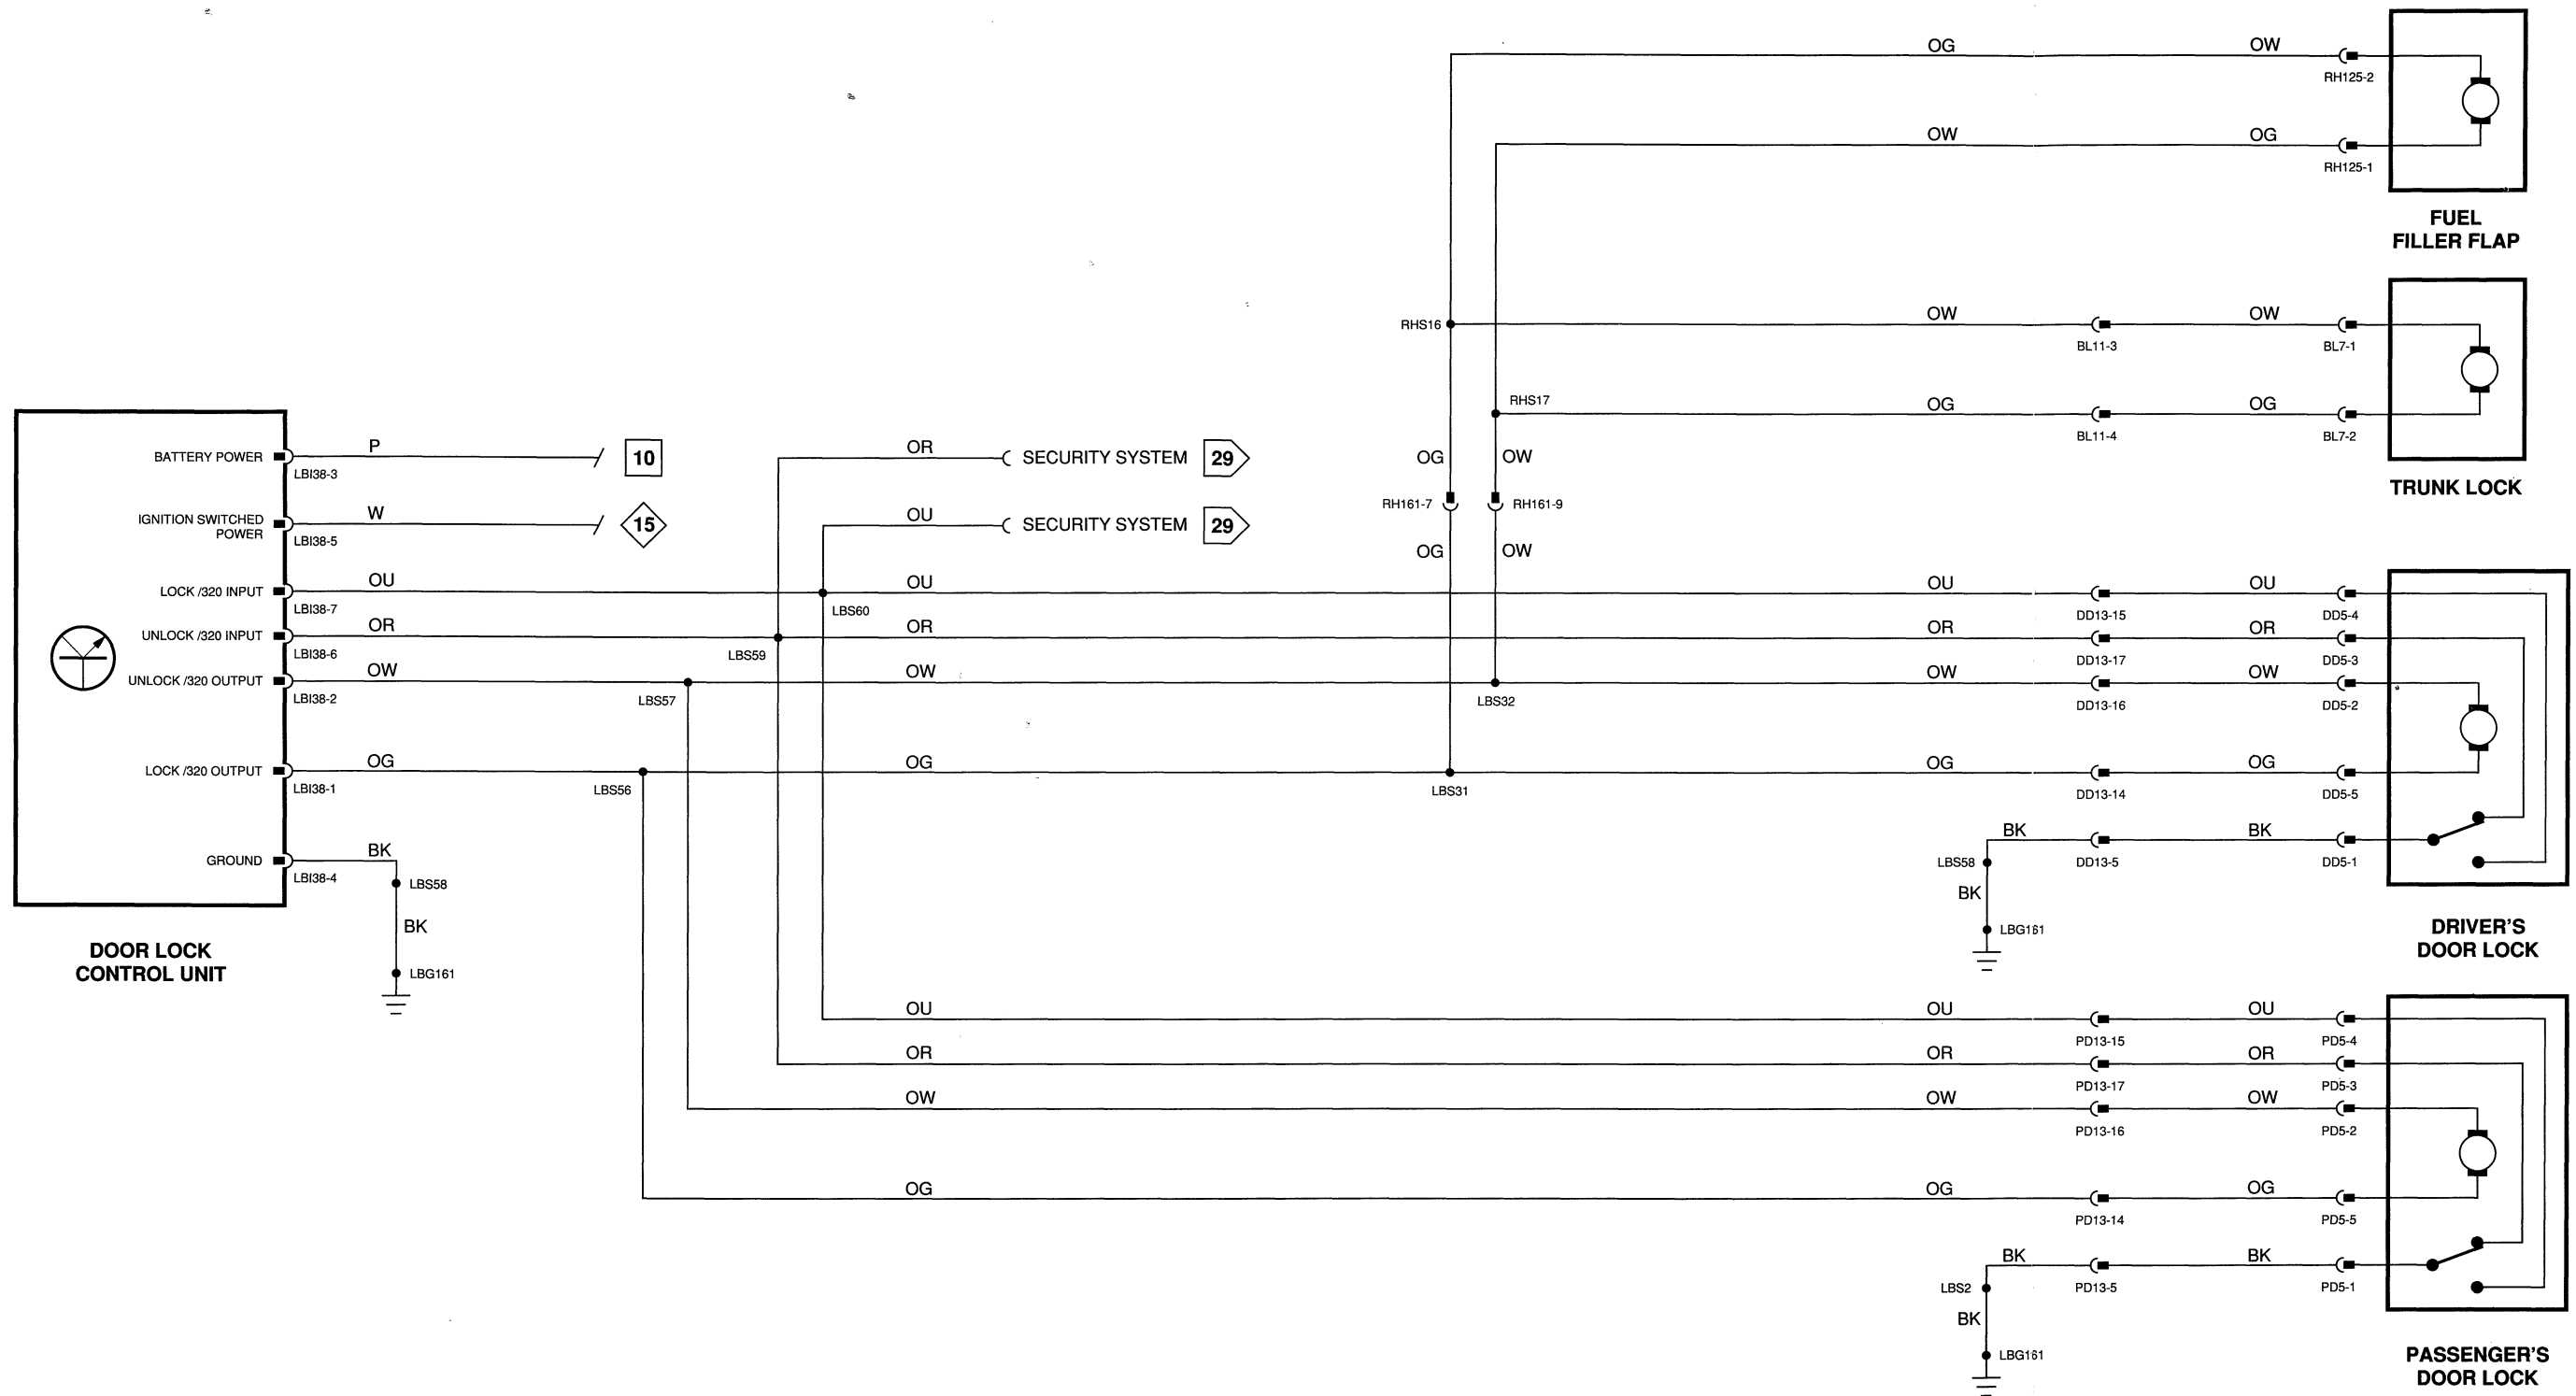 OG OW
RH125-2
OW OG
RH125-1
FUEL
FILLER FLAP
RHS16 OW OW
BL11-3 BL7-1
RHS17 OG OG
BL11-4 BL7-2
TRUNK LOCK
BATTERY POWER P 10
LBI38-3
OR SECURITY SYSTEM 29
OG OW
IGNITION SWITCHED
POWER
W 15
LBI38-5
OU SECURITY SYSTEM 29
RH161-7 RH161-9
OG OW
LOCK /320 INPUT OU OU OU OU
LBI38-7 LBS60 DD13-15 DD5-4
UNLOCK /320 INPUT OR OR OR OR
LBI38-6 LBS59 DD13-17 DD5-3
UNLOCK /320 OUTPUT OW OW OW OW
LBI38-2 LBS57 LBS32 DD13-16 DD5-2
LOCK /320 OUTPUT OG OG OG OG
LBI38-1 LBS56 LBS31 DD13-14 DD5-5
GROUND BK
LBI38-4 LBS58
BK
LBG161
BK BK
LBS58 DD13-5 DD5-1
BK
LBG161
DOOR LOCK
CONTROL UNIT
DRIVER'S
DOOR LOCK
OU OU OU
PD13-15 PD5-4
OR OR OR
PD13-17 PD5-3
OW OW OW
PD13-16 PD5-2
OG OG OG
PD13-14 PD5-5
BK BK
LBS2 PD13-5 PD5-1
BK
LBG161
PASSENGER'S
DOOR LOCK